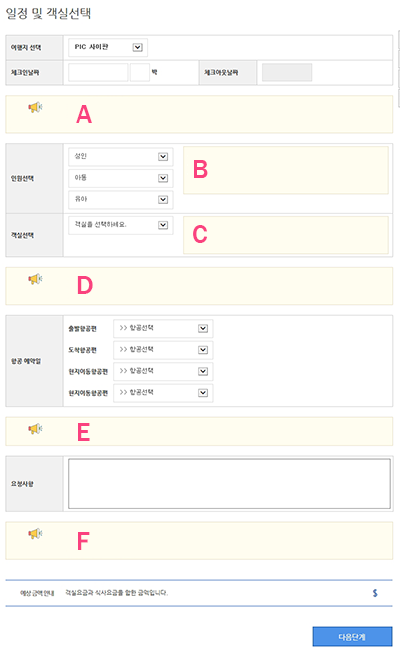 일정 및 객실선택
여행지 선택 PIC 사이판
체크인날짜 박 체크아웃날짜
A
인원선택 성인 B
아동
유아
객실선택 객실을 선택하세요. C
D
항공 예약일 출발항공편 >> 항공선택
도착항공편 >> 항공선택
현지이동항공편 >> 항공선택
현지이동항공편 >> 항공선택
E
요청사항
F
예상금액안내 객실요금과 식사요금을 합한 금액입니다. $
다음단계